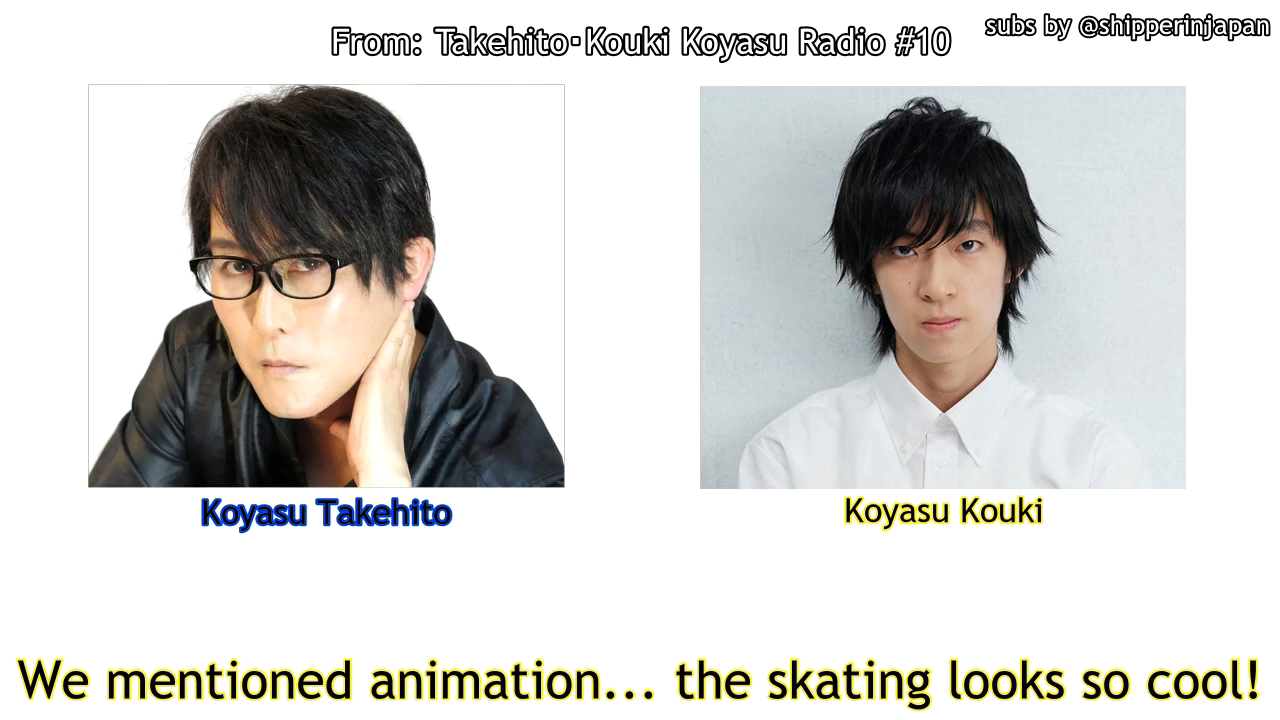 From: Takehito・Kouki Koyasu Radio #10
subs by @shipperinjapan
Koyasu Takehito
Koyasu Kouki
We mentioned animation... the skating looks so cool!